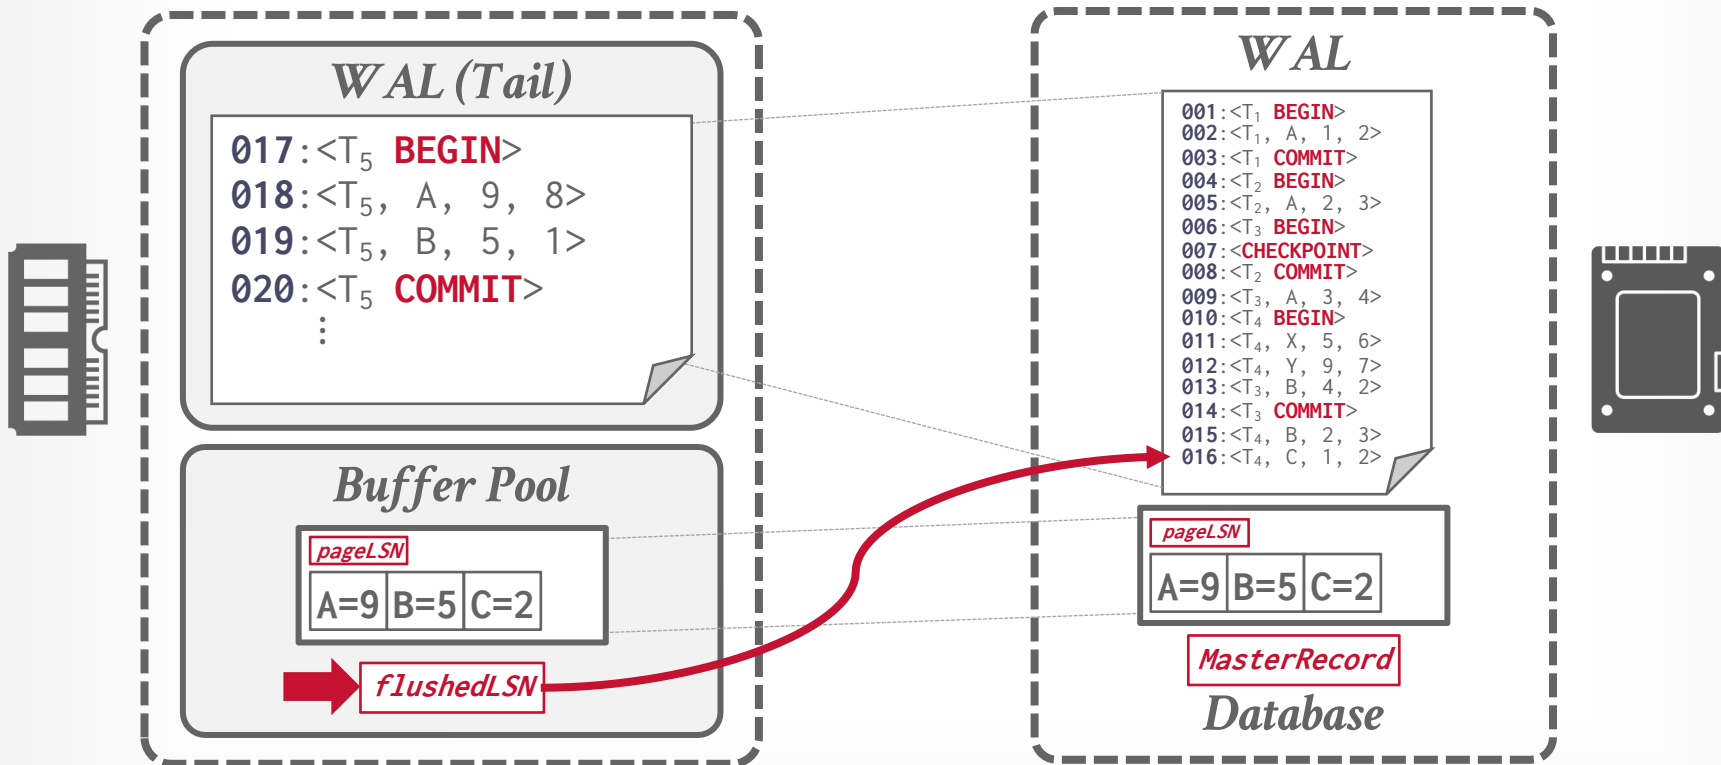 WAL (Tail)
017:<T₅ BEGIN>
018:<T₅, A, 9, 8>
019:<T₅, B, 5, 1>
020:<T₅ COMMIT>
⋮
Buffer Pool
pageLSN
A=9 B=5 C=2
flushedLSN
WAL
001:<T₁ BEGIN>
002:<T₁, A, 1, 2>
003:<T₁ COMMIT>
004:<T₂ BEGIN>
005:<T₂, A, 2, 3>
006:<T₃ BEGIN>
007:<CHECKPOINT>
008:<T₂ COMMIT>
009:<T₃, A, 3, 4>
010:<T₄ BEGIN>
011:<T₄, X, 5, 6>
012:<T₄, Y, 9, 7>
013:<T₃, B, 4, 2>
014:<T₃ COMMIT>
015:<T₄, B, 2, 3>
016:<T₄, C, 1, 2>
pageLSN
A=9 B=5 C=2
MasterRecord
Database